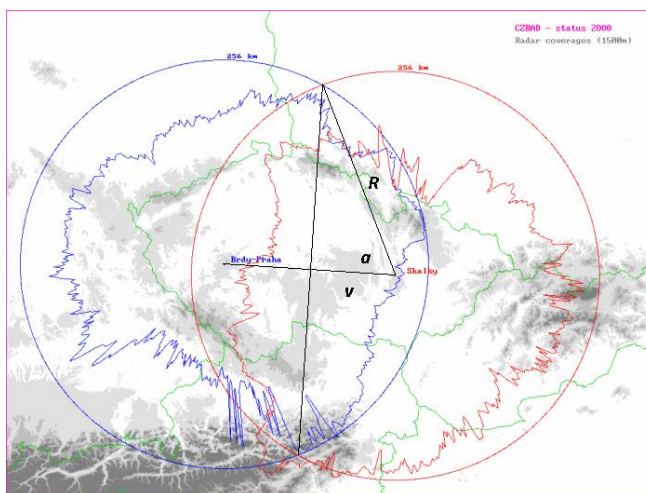 CZRAD - status 2000
Radar coverages (1500m)
256 km
256 km
R
Brdy-Praha
α
Skalky
v